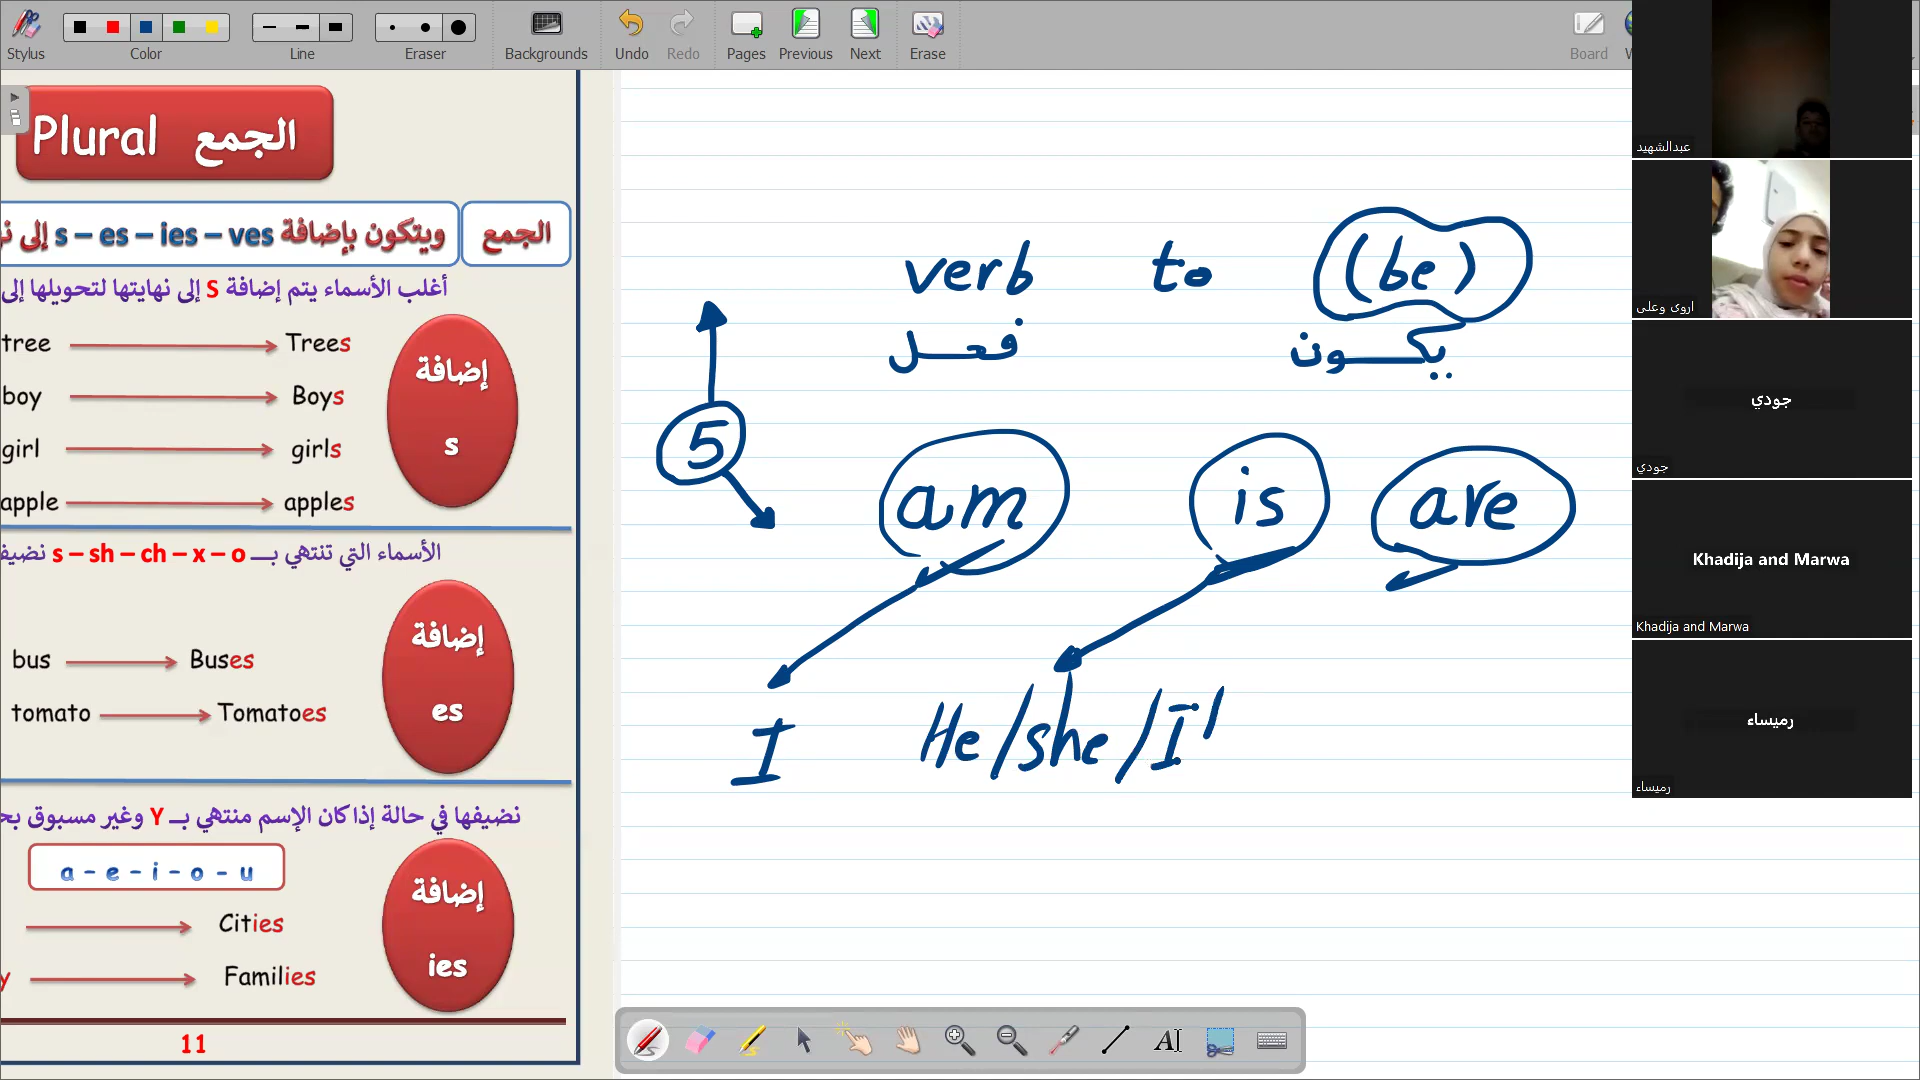 Stylus Color Line Eraser Backgrounds Undo Redo Pages Previous Next Erase Board
Plural الجمع
الجمع
ويتكون بإضافة s – es – ies – ves إلى
أغلب الأسماء يتم إضافة S إلى نهايتها لتحويلها إلى
tree Trees
boy Boys
girl girls
apple apples
إضافة
s
الأسماء التي تنتهي بـــ s – sh – ch – x – o
bus Buses
tomato Tomatoes
إضافة
es
نضيفها في حالة إذا كان الإسم منتهي بــ Y وغير مسبوق
a - e - i - o - u
Cities
y Families
إضافة
ies
11
verb to (be)
فعل يكون
5
am is are
I He/she/I
عبدالشهيد
اروى وعلى
جودي
جودي
Khadija and Marwa
Khadija and Marwa
رميساء
رميساء